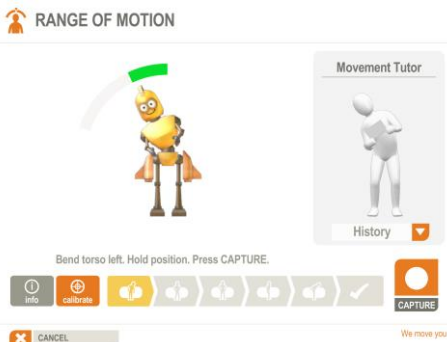 RANGE OF MOTION
Movement Tutor
History
Bend torso left. Hold position. Press CAPTURE.
info
calibrate
CAPTURE
CANCEL
We move you